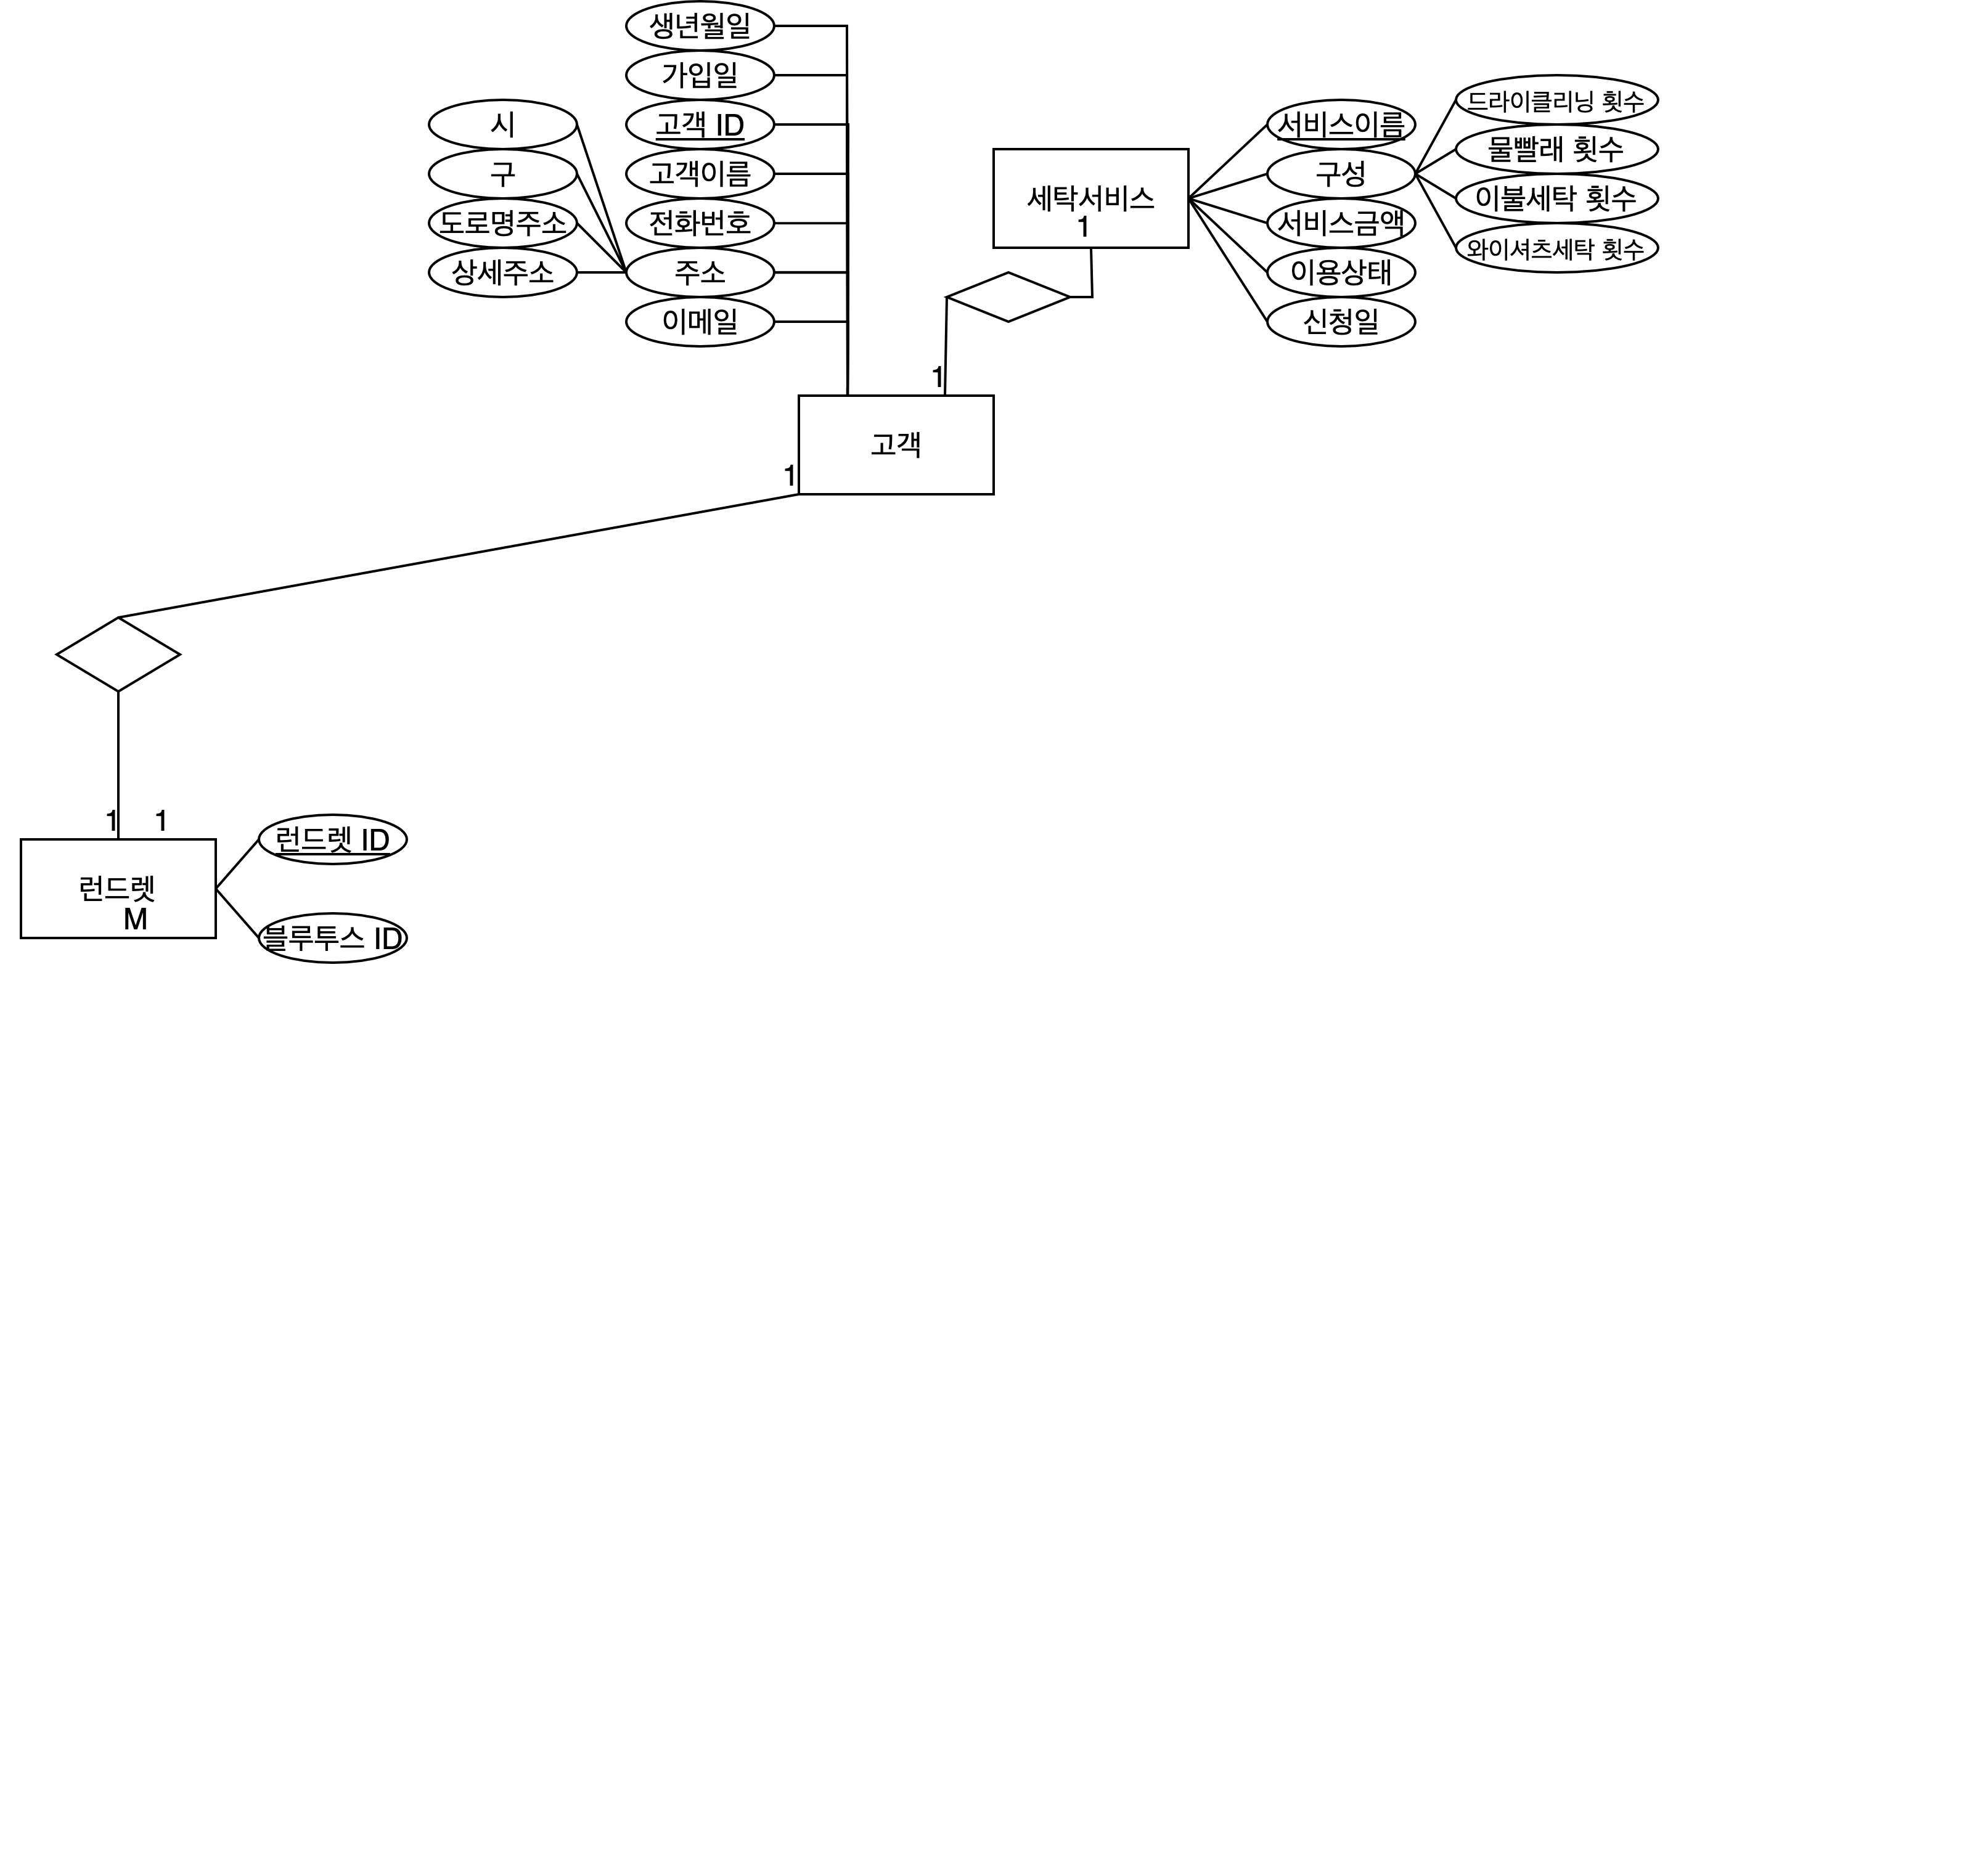 생년월일
가입일
고객 ID
고객이름
전화번호
주소
이메일
시
구
도로명주소
상세주소
세탁서비스
1
서비스이름
구성
서비스금액
이용상태
신청일
드라이클리닝 횟수
물빨래 횟수
이불세탁 횟수
와이셔츠세탁 횟수
1
고객
1
1
1
런드렛
M
런드렛 ID
블루투스 ID